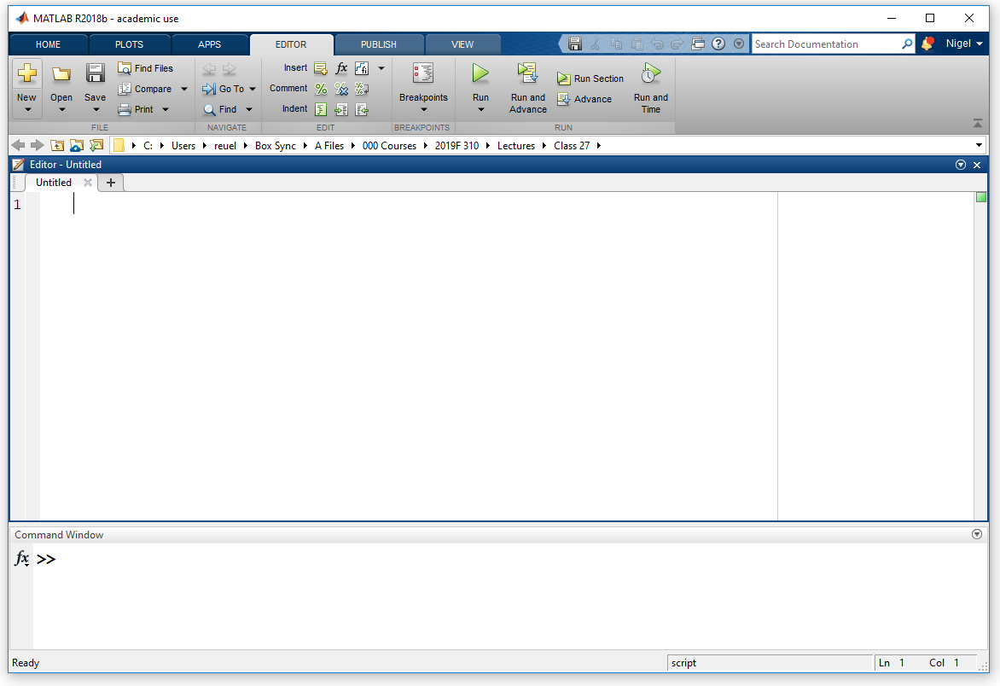 MATLAB R2018b - academic use
HOME PLOTS APPS EDITOR PUBLISH VIEW Search Documentation Nigel
New Open Save Find Files Compare Print
Go To Find
Insert fx
Comment
Indent
Breakpoints
Run Run and Advance Run Section Advance Run and Time
FILE NAVIGATE EDIT BREAKPOINTS RUN
C: Users reuel Box Sync A Files 000 Courses 2019F 310 Lectures Class 27
Editor - Untitled
Untitled
1
Command Window
fx >>
Ready script Ln 1 Col 1